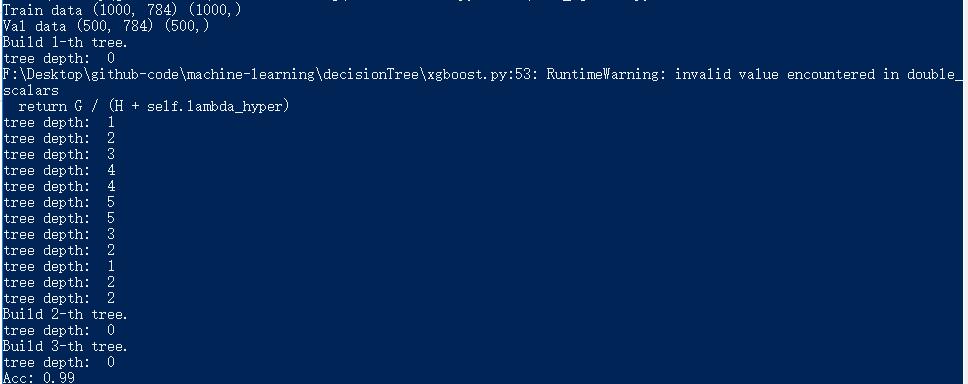 Train data (1000, 784) (1000,)
Val data (500, 784) (500,)
Build 1-th tree.
tree depth:  0
F:\Desktop\github-code\machine-learning\decisionTree\xgboost.py:53: RuntimeWarning: invalid value encountered in double_
scalars
  return G / (H + self.lambda_hyper)
tree depth:  1
tree depth:  2
tree depth:  3
tree depth:  4
tree depth:  4
tree depth:  5
tree depth:  5
tree depth:  3
tree depth:  2
tree depth:  1
tree depth:  2
tree depth:  2
Build 2-th tree.
tree depth:  0
Build 3-th tree.
tree depth:  0
Acc: 0.99